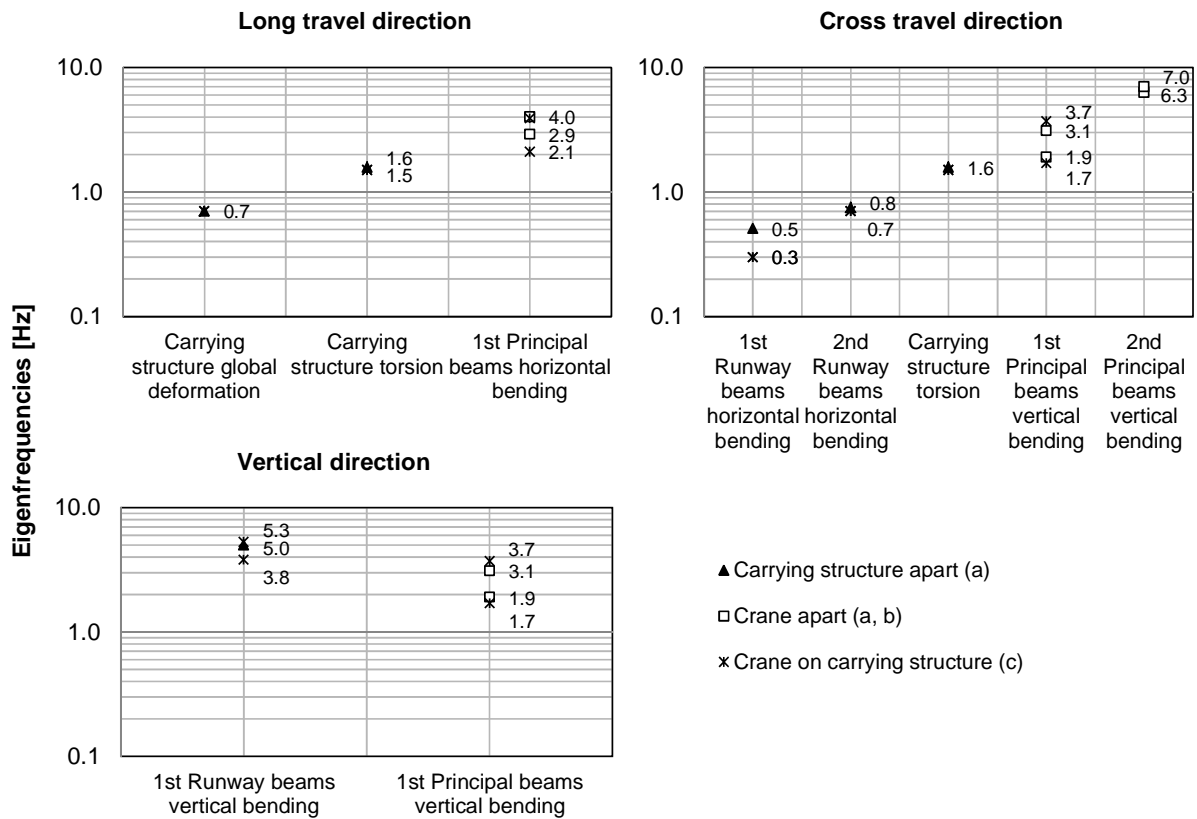 Long travel direction
10.0
1.0
0.1
4.0
2.9
2.1
1.6
1.5
0.7
Carrying structure global deformation
Carrying structure torsion
1st Principal beams horizontal bending
Cross travel direction
10.0
1.0
0.1
7.0
6.3
3.7
3.1
1.9
1.7
1.6
0.8
0.7
0.5
0.3
1st Runway beams horizontal bending
2nd Runway beams horizontal bending
Carrying structure torsion
1st Principal beams vertical bending
2nd Principal beams vertical bending
Eigenfrequencies [Hz]
Vertical direction
10.0
1.0
0.1
5.3
5.0
3.8
3.7
3.1
1.9
1.7
1st Runway beams vertical bending
1st Principal beams vertical bending
Carrying structure apart (a)
Crane apart (a, b)
Crane on carrying structure (c)